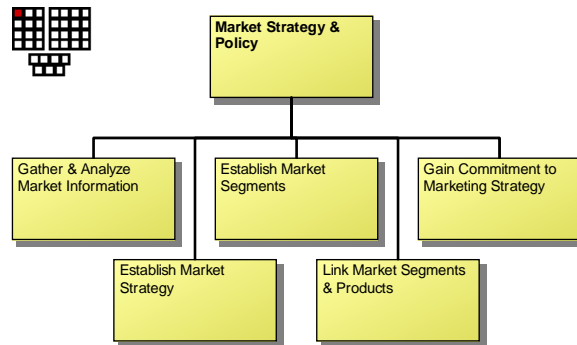 Market Strategy &
Policy
Gather & Analyze
Market Information
Establish Market
Segments
Gain Commitment to
Marketing Strategy
Establish Market
Strategy
Link Market Segments
& Products